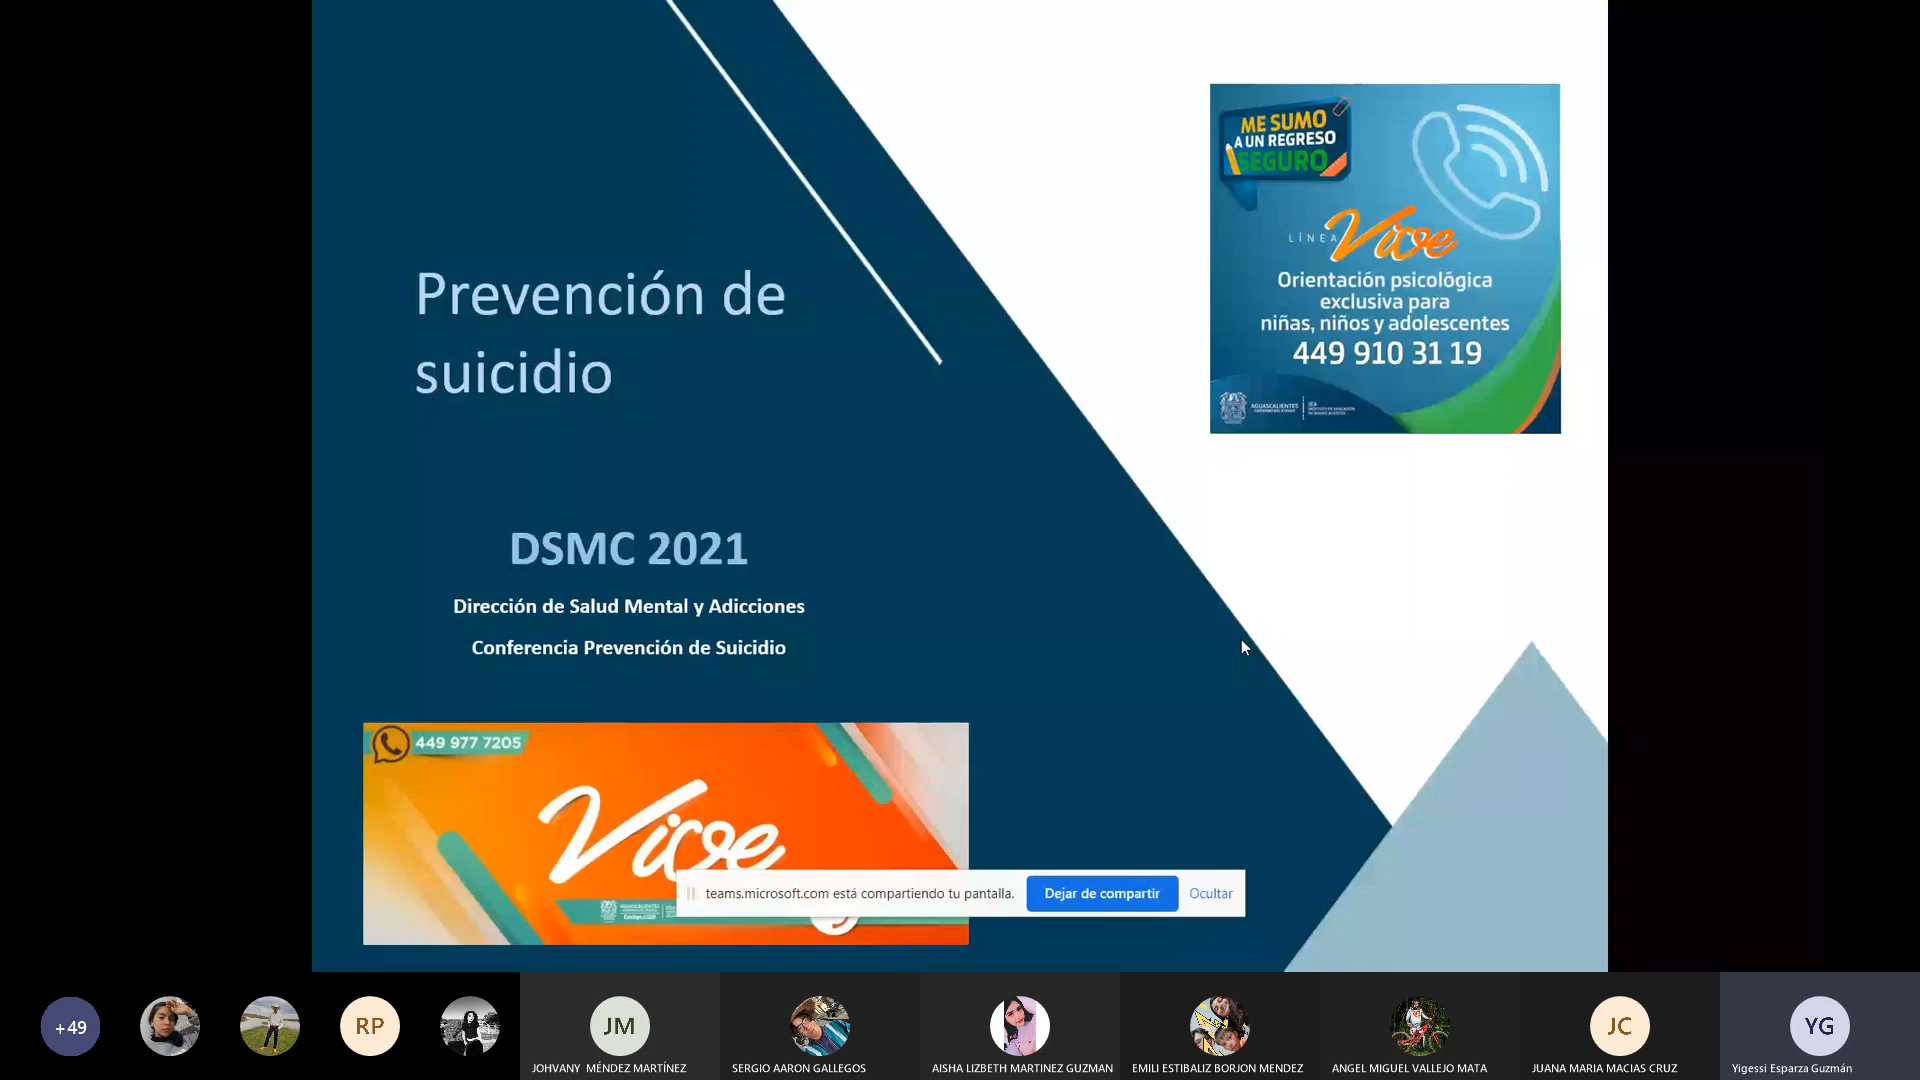 Prevención de
suicidio
DSMC 2021
Dirección de Salud Mental y Adicciones
Conferencia Prevención de Suicidio
ME SUMO
A UN REGRESO
SEGURO
LÍNEA Vive
Orientación psicológica
exclusiva para
niñas, niños y adolescentes
449 910 31 19
AGUASCALIENTES
IEA
449 977 7205
Vive
AGUASCALIENTES
teams.microsoft.com está compartiendo tu pantalla.
Dejar de compartir
Ocultar
+49
RP
JM
JC
YG
JOHVANY MÉNDEZ MARTÍNEZ
SERGIO AARON GALLEGOS
AISHA LIZBETH MARTINEZ GUZMAN
EMILI ESTIBALIZ BORJON MENDEZ
ANGEL MIGUEL VALLEJO MATA
JUANA MARIA MACIAS CRUZ
Yigessi Esparza Guzmán